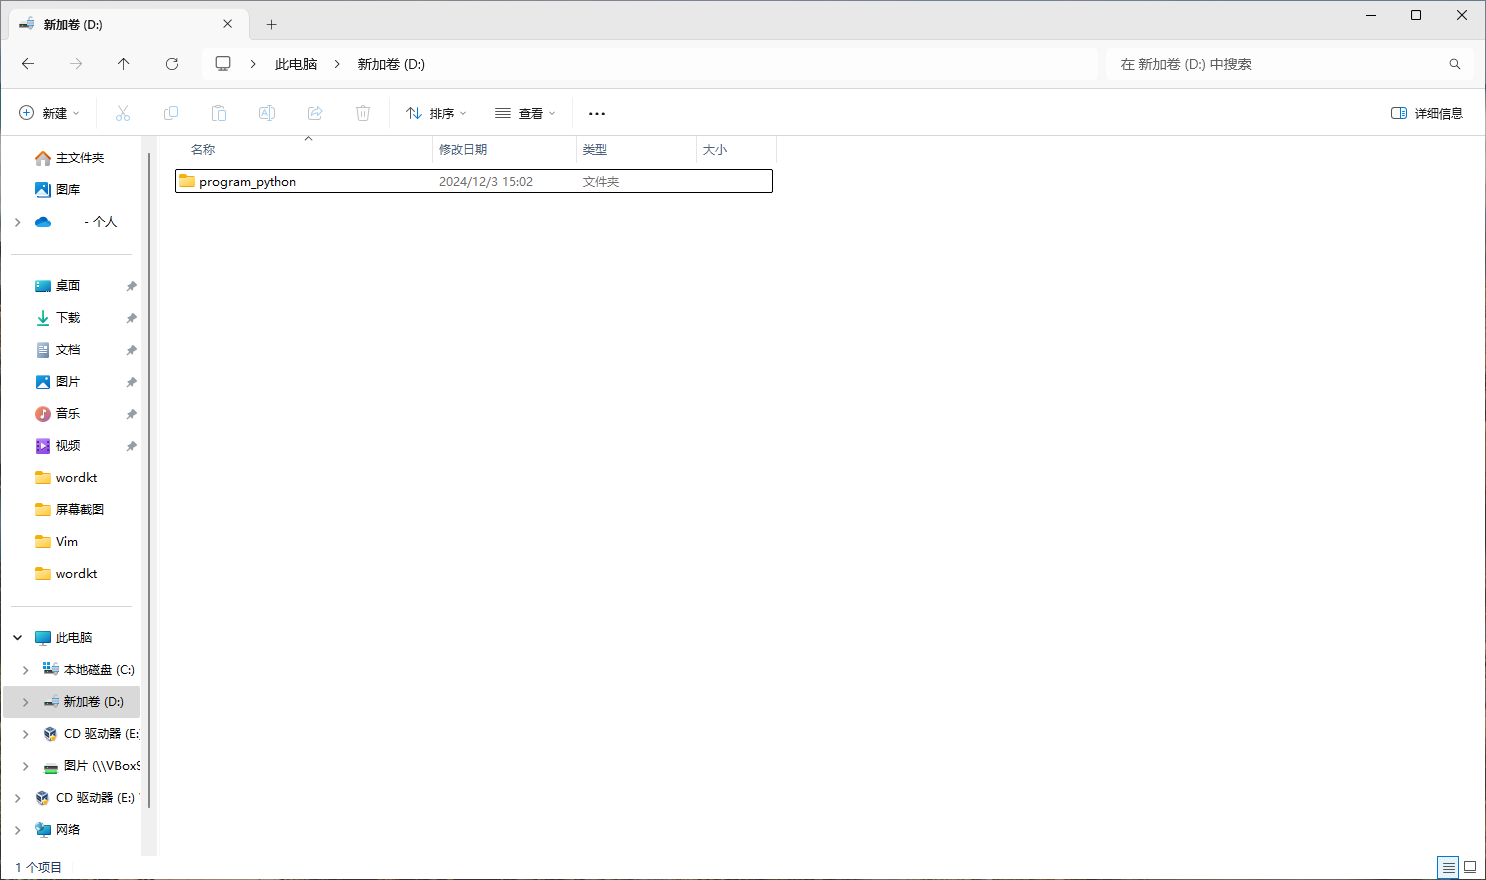 新加卷 (D:)
此电脑 新加卷 (D:)
在 新加卷 (D:) 中搜索
新建 排序 查看 详细信息
名称 修改日期 类型 大小
program_python 2024/12/3 15:02 文件夹
主文件夹
图库
- 个人
桌面
下载
文档
图片
音乐
视频
wordkt
屏幕截图
Vim
wordkt
此电脑
本地磁盘 (C:)
新加卷 (D:)
CD 驱动器 (E:
图片 (\\VBoxS
CD 驱动器 (E:)
网络
1 个项目